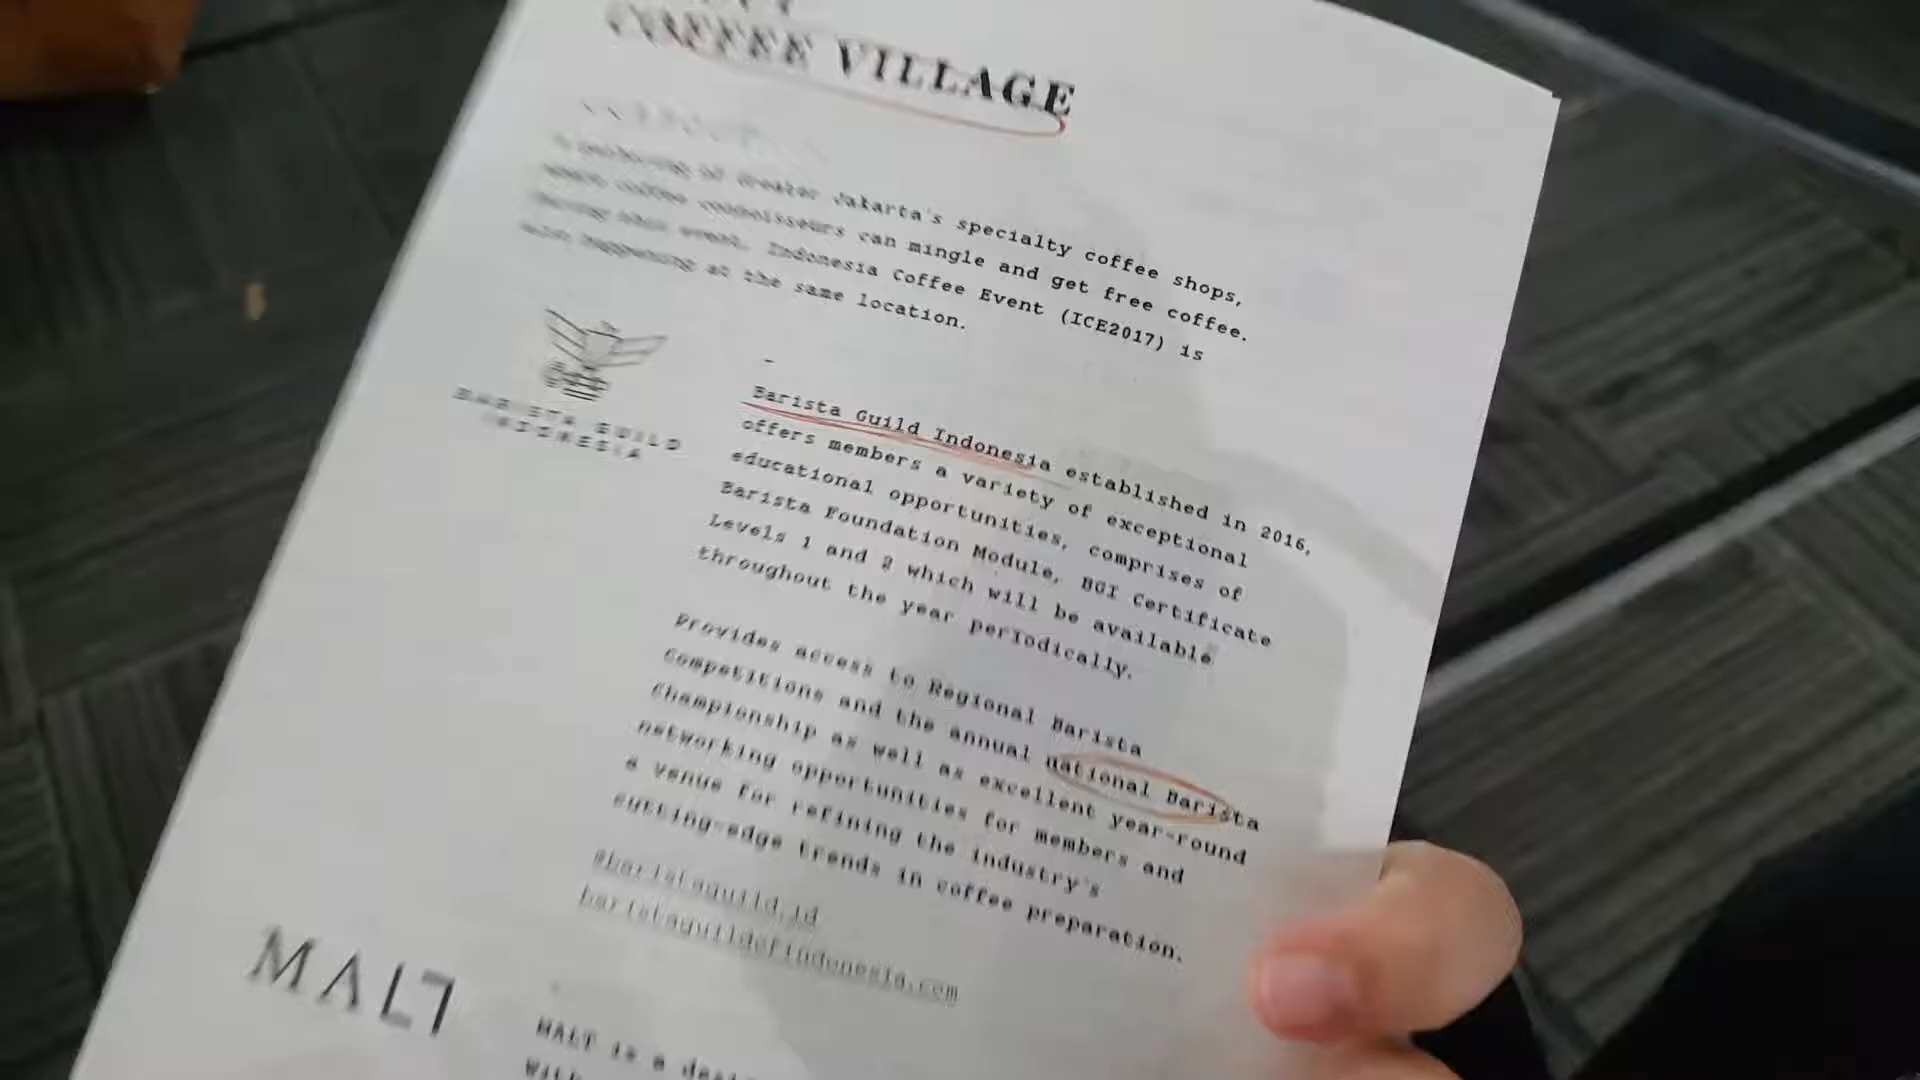 COFFEE VILLAGE
A gathering of Greater Jakarta's specialty coffee shops,
where coffee connoisseurs can mingle and get free coffee.
During this event, Indonesia Coffee Event (ICE2017) is
also happening at the same location.
-
BARISTA GUILD
INDONESIA
Barista Guild Indonesia established in 2016,
offers members a variety of exceptional
educational opportunities, comprises of
Barista Foundation Module, BGI Certificate
Levels 1 and 2 which will be available
throughout the year periodically.
Provides access to Regional Barista
Competitions and the annual National Barista
Championship as well as excellent year-round
networking opportunities for members and
a venue for refining the industry's
cutting-edge trends in coffee preparation.
@baristaguild.id
baristaguildofindonesia.com
MALT
MALT is a
With